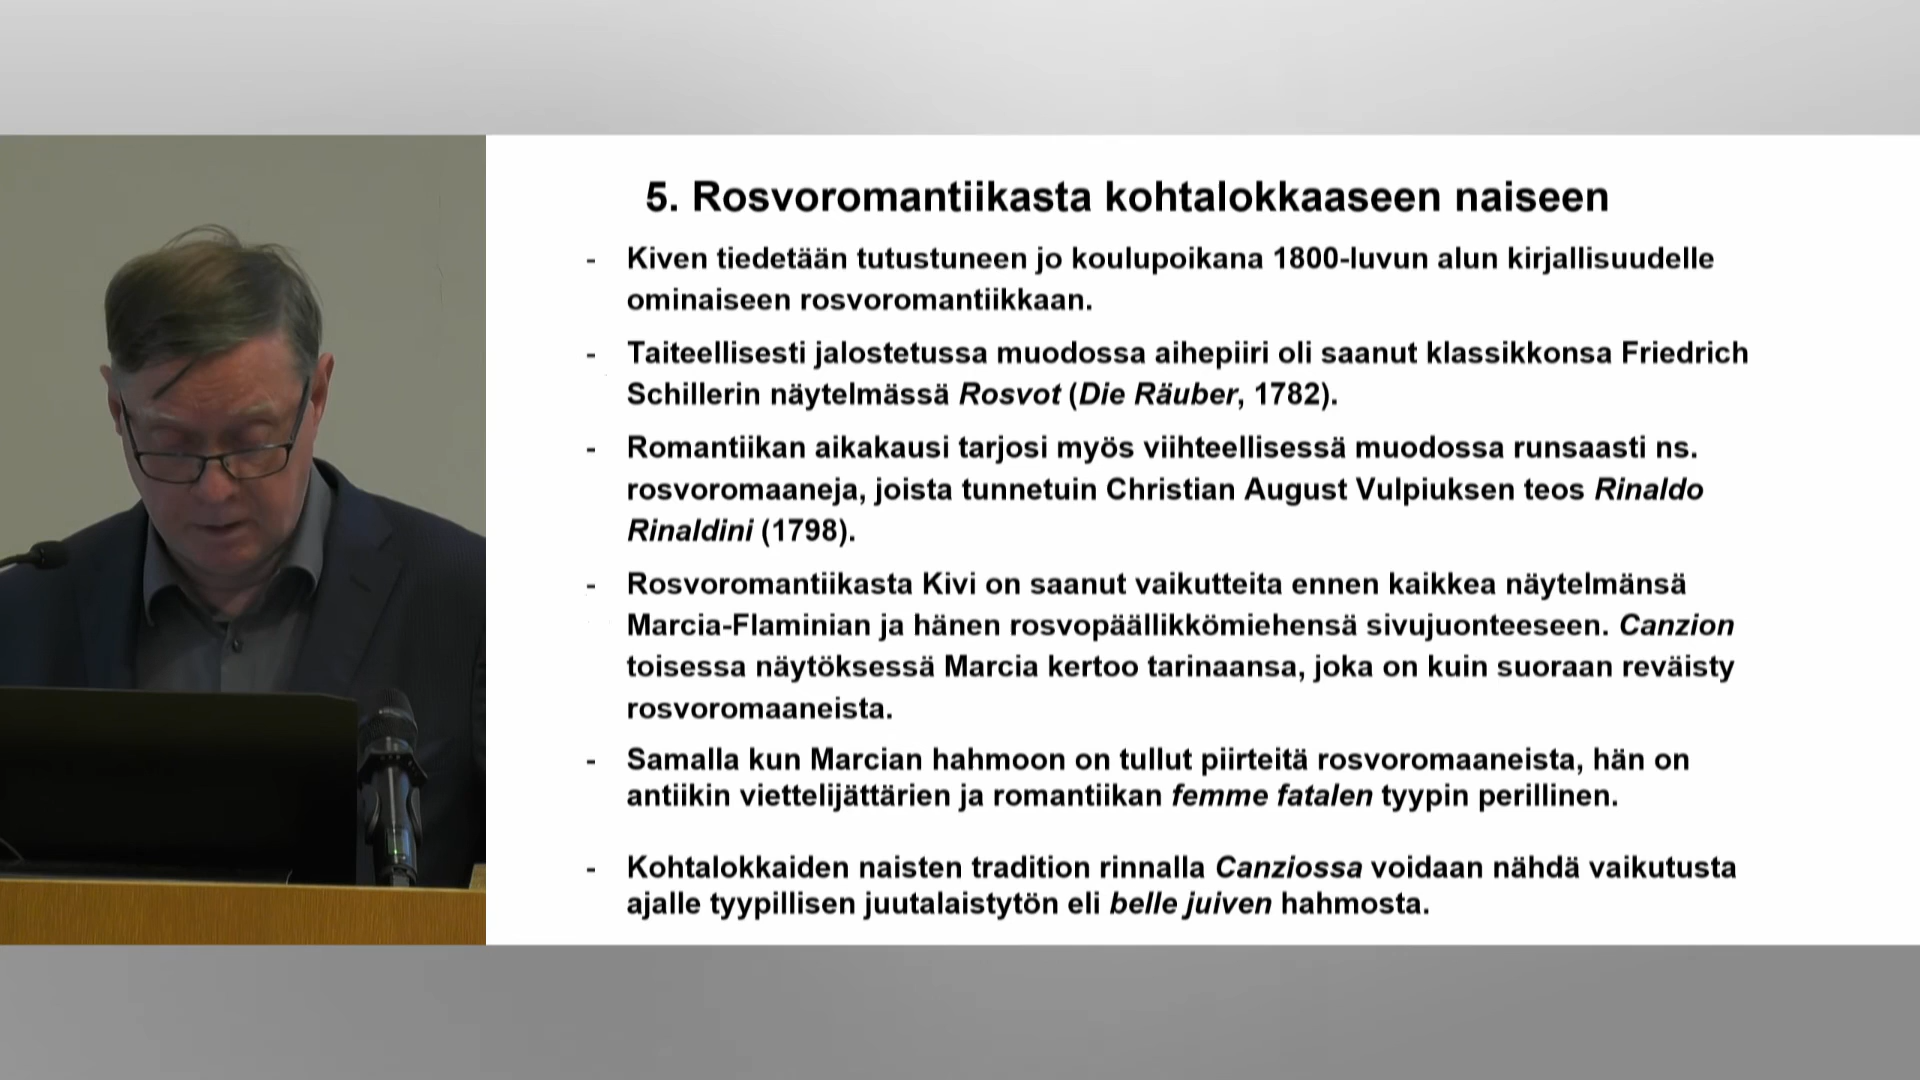 5. Rosvoromantiikasta kohtalokkaaseen naiseen
- Kiven tiedetään tutustuneen jo koulupoikana 1800-luvun alun kirjallisuudelle
ominaiseen rosvoromantiikkaan.
- Taiteellisesti jalostetussa muodossa aihepiiri oli saanut klassikkonsa Friedrich
Schillerin näytelmässä Rosvot (Die Räuber, 1782).
- Romantiikan aikakausi tarjosi myös viihteellisessä muodossa runsaasti ns.
rosvoromaaneja, joista tunnetuin Christian August Vulpiuksen teos Rinaldo
Rinaldini (1798).
- Rosvoromantiikasta Kivi on saanut vaikutteita ennen kaikkea näytelmänsä
Marcia-Flaminian ja hänen rosvopäällikkömiehensä sivujuonteeseen. Canzion
toisessa näytöksessä Marcia kertoo tarinaansa, joka on kuin suoraan reväisty
rosvoromaaneista.
- Samalla kun Marcian hahmoon on tullut piirteitä rosvoromaaneista, hän on
antiikin viettelijättärien ja romantiikan femme fatalen tyypin perillinen.
- Kohtalokkaiden naisten tradition rinnalla Canziossa voidaan nähdä vaikutusta
ajalle tyypillisen juutalaistytön eli belle juiven hahmosta.